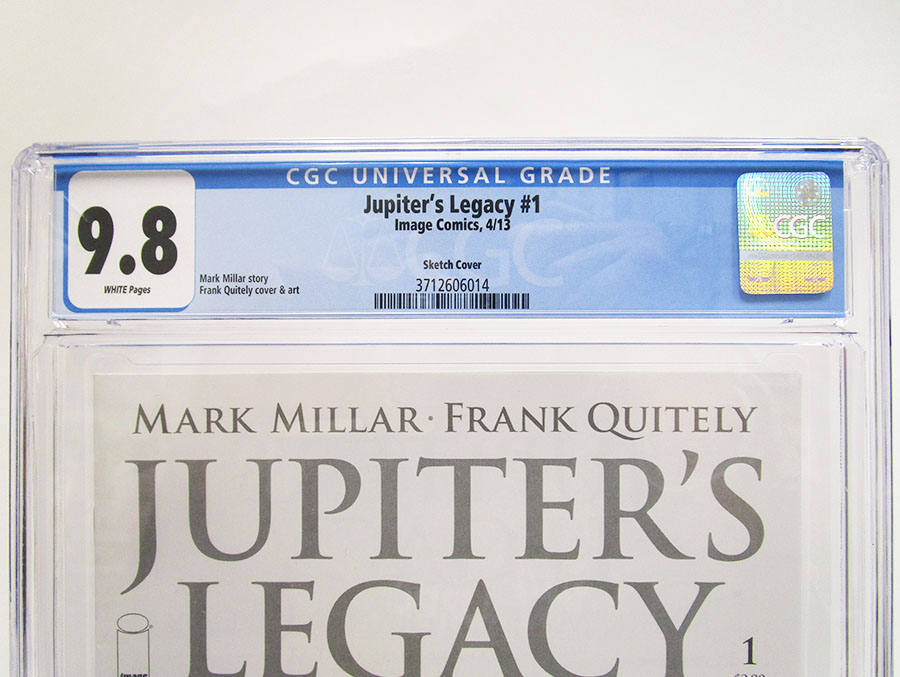 CGC UNIVERSAL GRADE
9.8
WHITE Pages
Jupiter's Legacy #1
Image Comics, 4/13
Sketch Cover
Mark Millar story
Frank Quitely cover & art
3712606014
CGC
MARK MILLAR · FRANK QUITELY
JUPITER'S
LEGACY
1
image